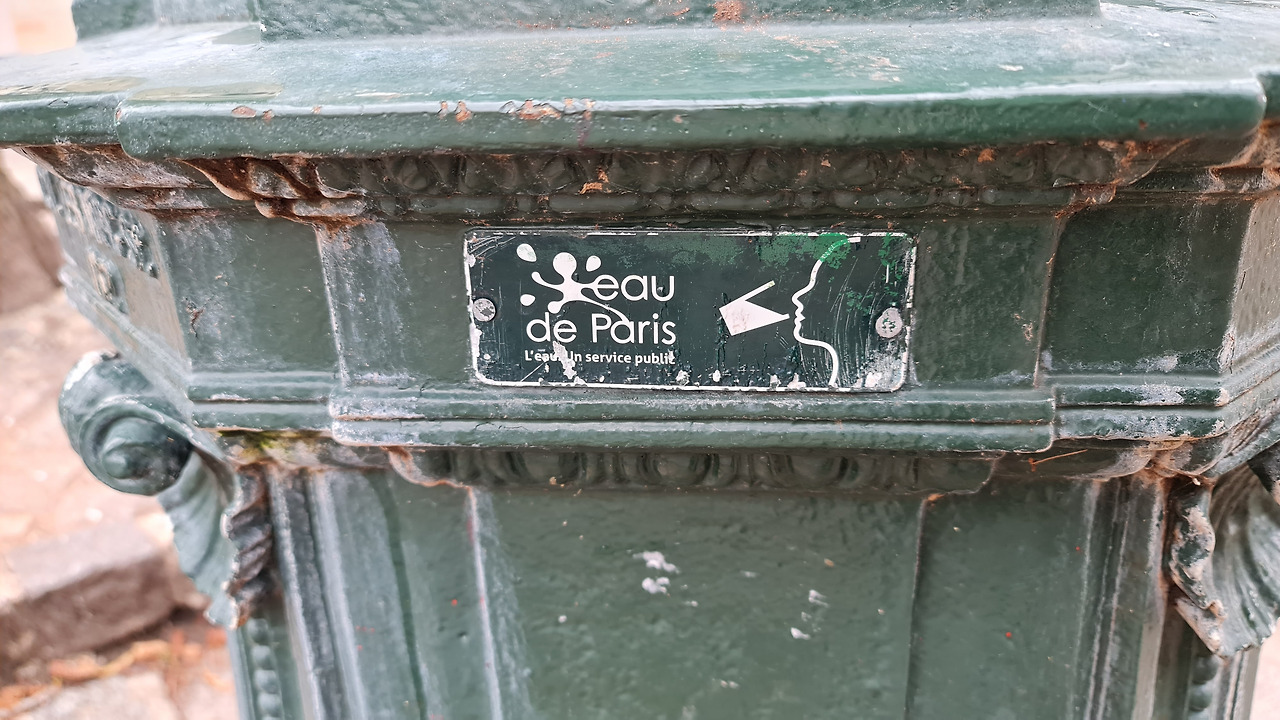 eau
de Paris
L'eau. Un service public